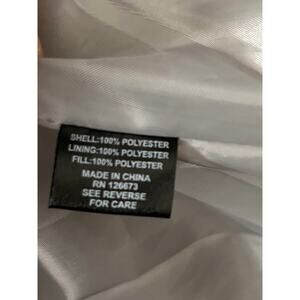 SHELL:100% POLYESTER
LINING:100% POLYESTER
FILL:100% POLYESTER
MADE IN CHINA
RN 126673
SEE REVERSE
FOR CARE